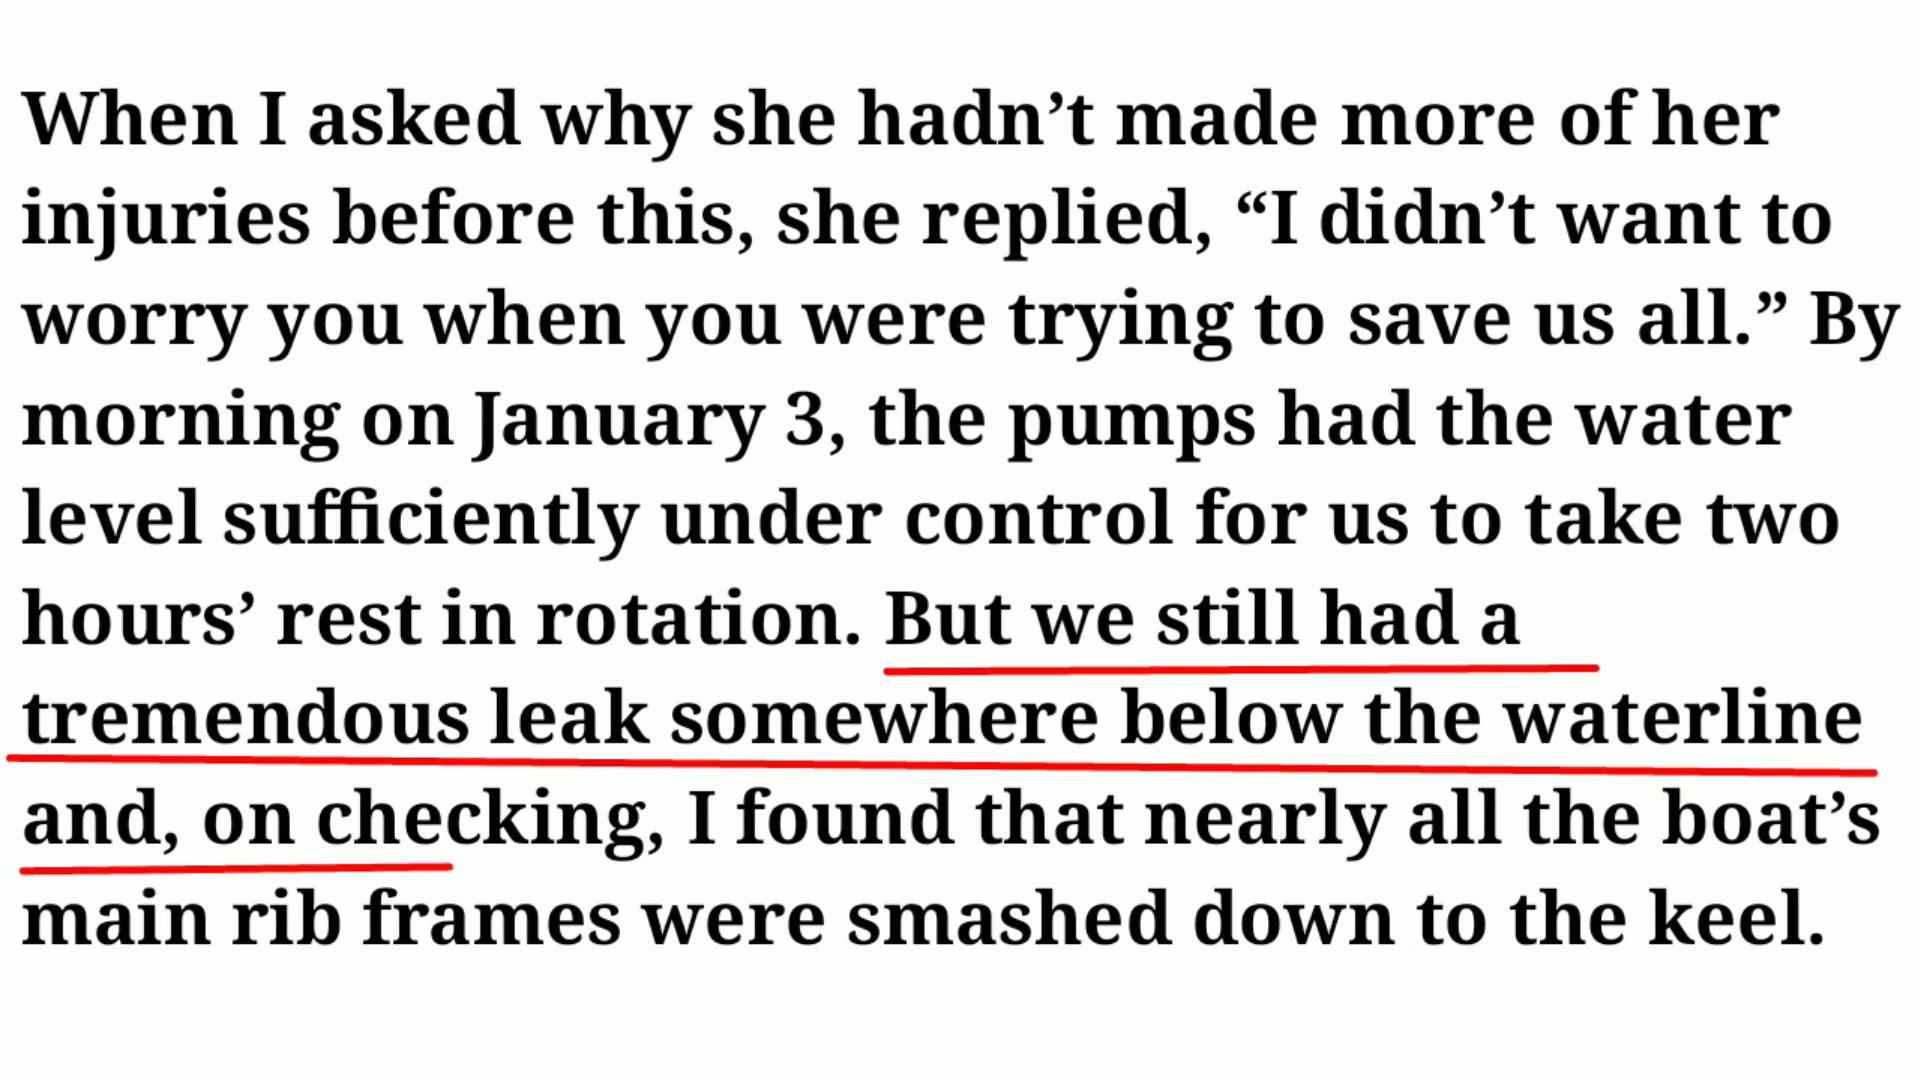 When I asked why she hadn’t made more of her
injuries before this, she replied, “I didn’t want to
worry you when you were trying to save us all.” By
morning on January 3, the pumps had the water
level sufficiently under control for us to take two
hours’ rest in rotation. But we still had a
tremendous leak somewhere below the waterline
and, on checking, I found that nearly all the boat’s
main rib frames were smashed down to the keel.